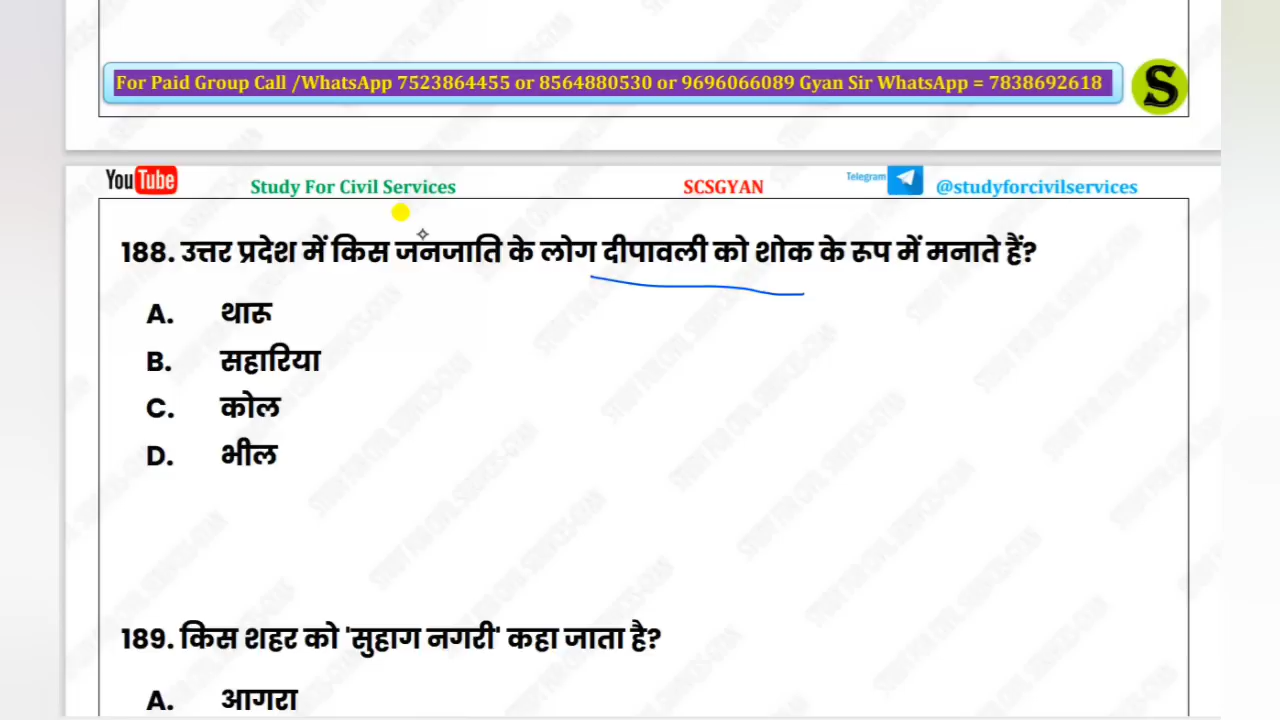 For Paid Group Call /WhatsApp 7523864455 or 8564880530 or 9696066089 Gyan Sir WhatsApp = 7838692618
S
YouTube Study For Civil Services SCSGYAN Telegram @studyforcivilservices
188. उत्तर प्रदेश में किस जनजाति के लोग दीपावली को शोक के रूप में मनाते हैं?
A. थारू
B. सहारिया
C. कोल
D. भील
189. किस शहर को 'सुहाग नगरी' कहा जाता है?
A. आगरा